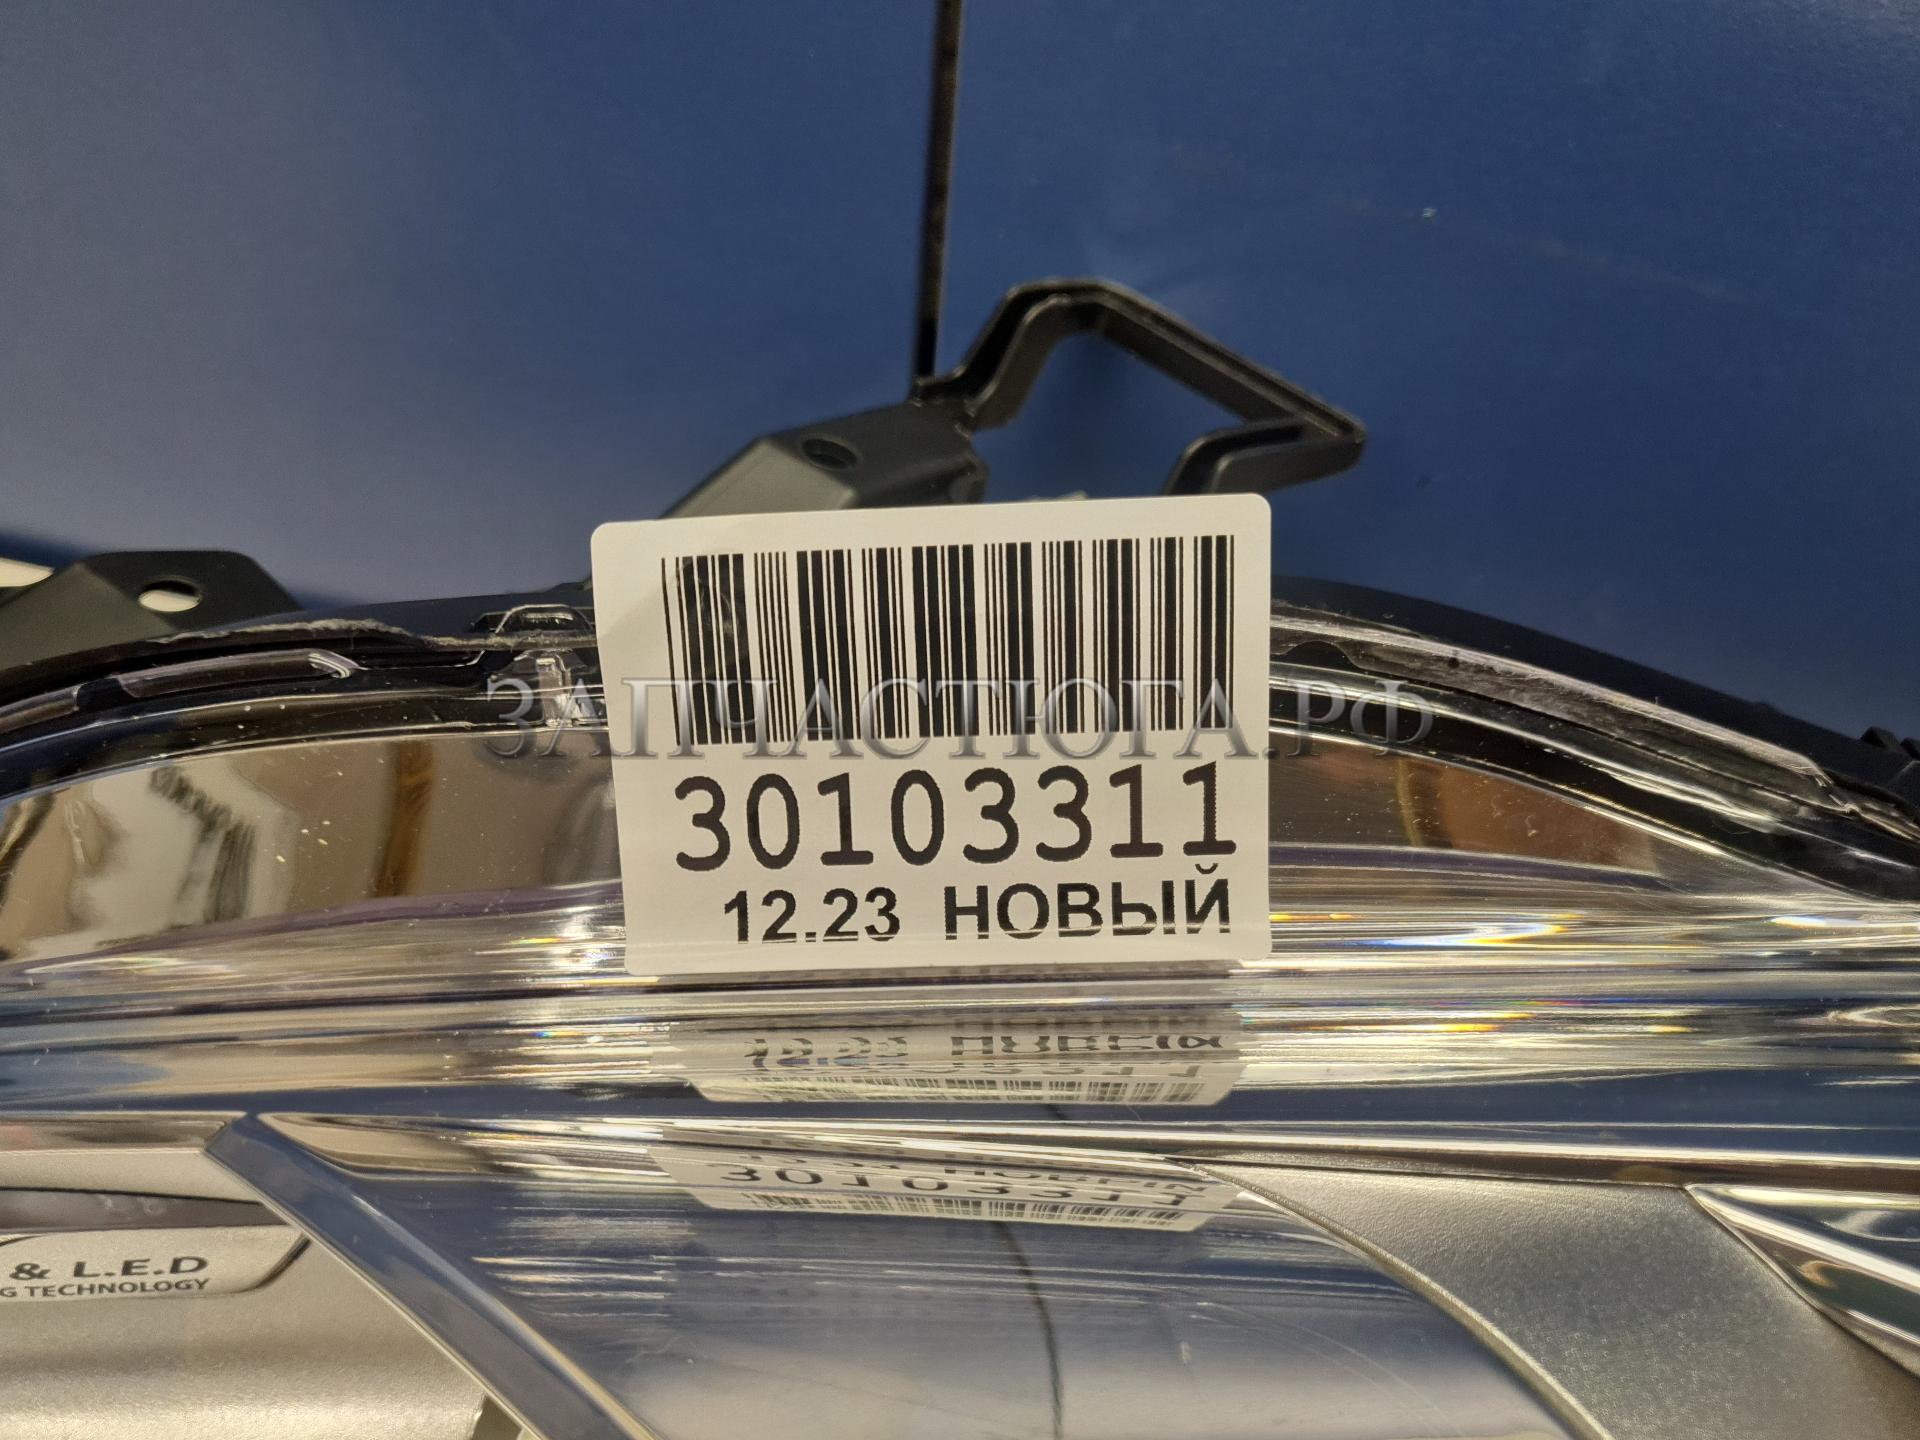 ЗАПЧАСТЮГА.РФ
30103311
12.23 НОВЫЙ
& L.E.D
G TECHNOLOGY